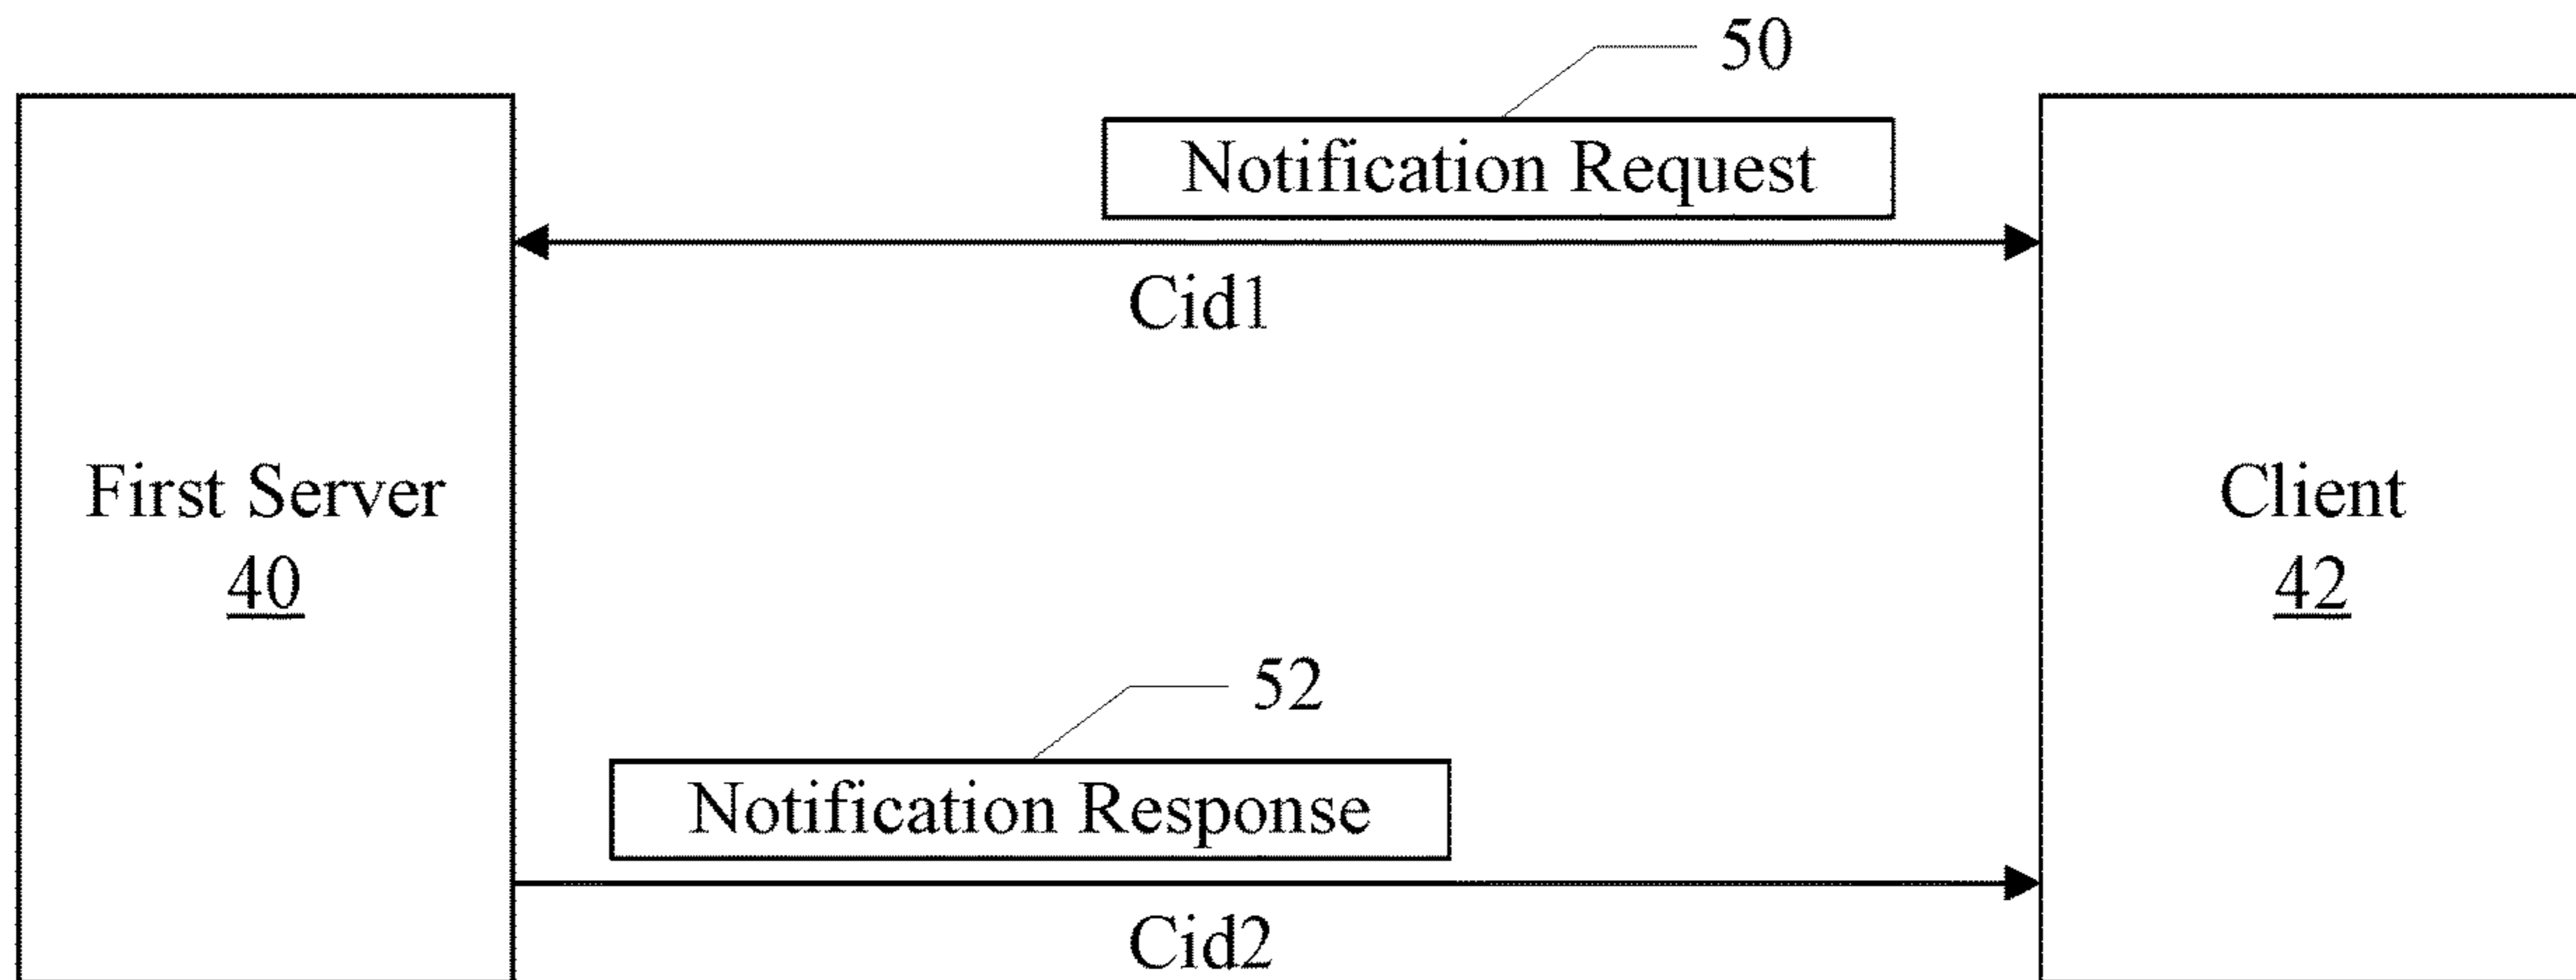 50
Notification Request
Cid1
First Server
40
Client
42
52
Notification Response
Cid2